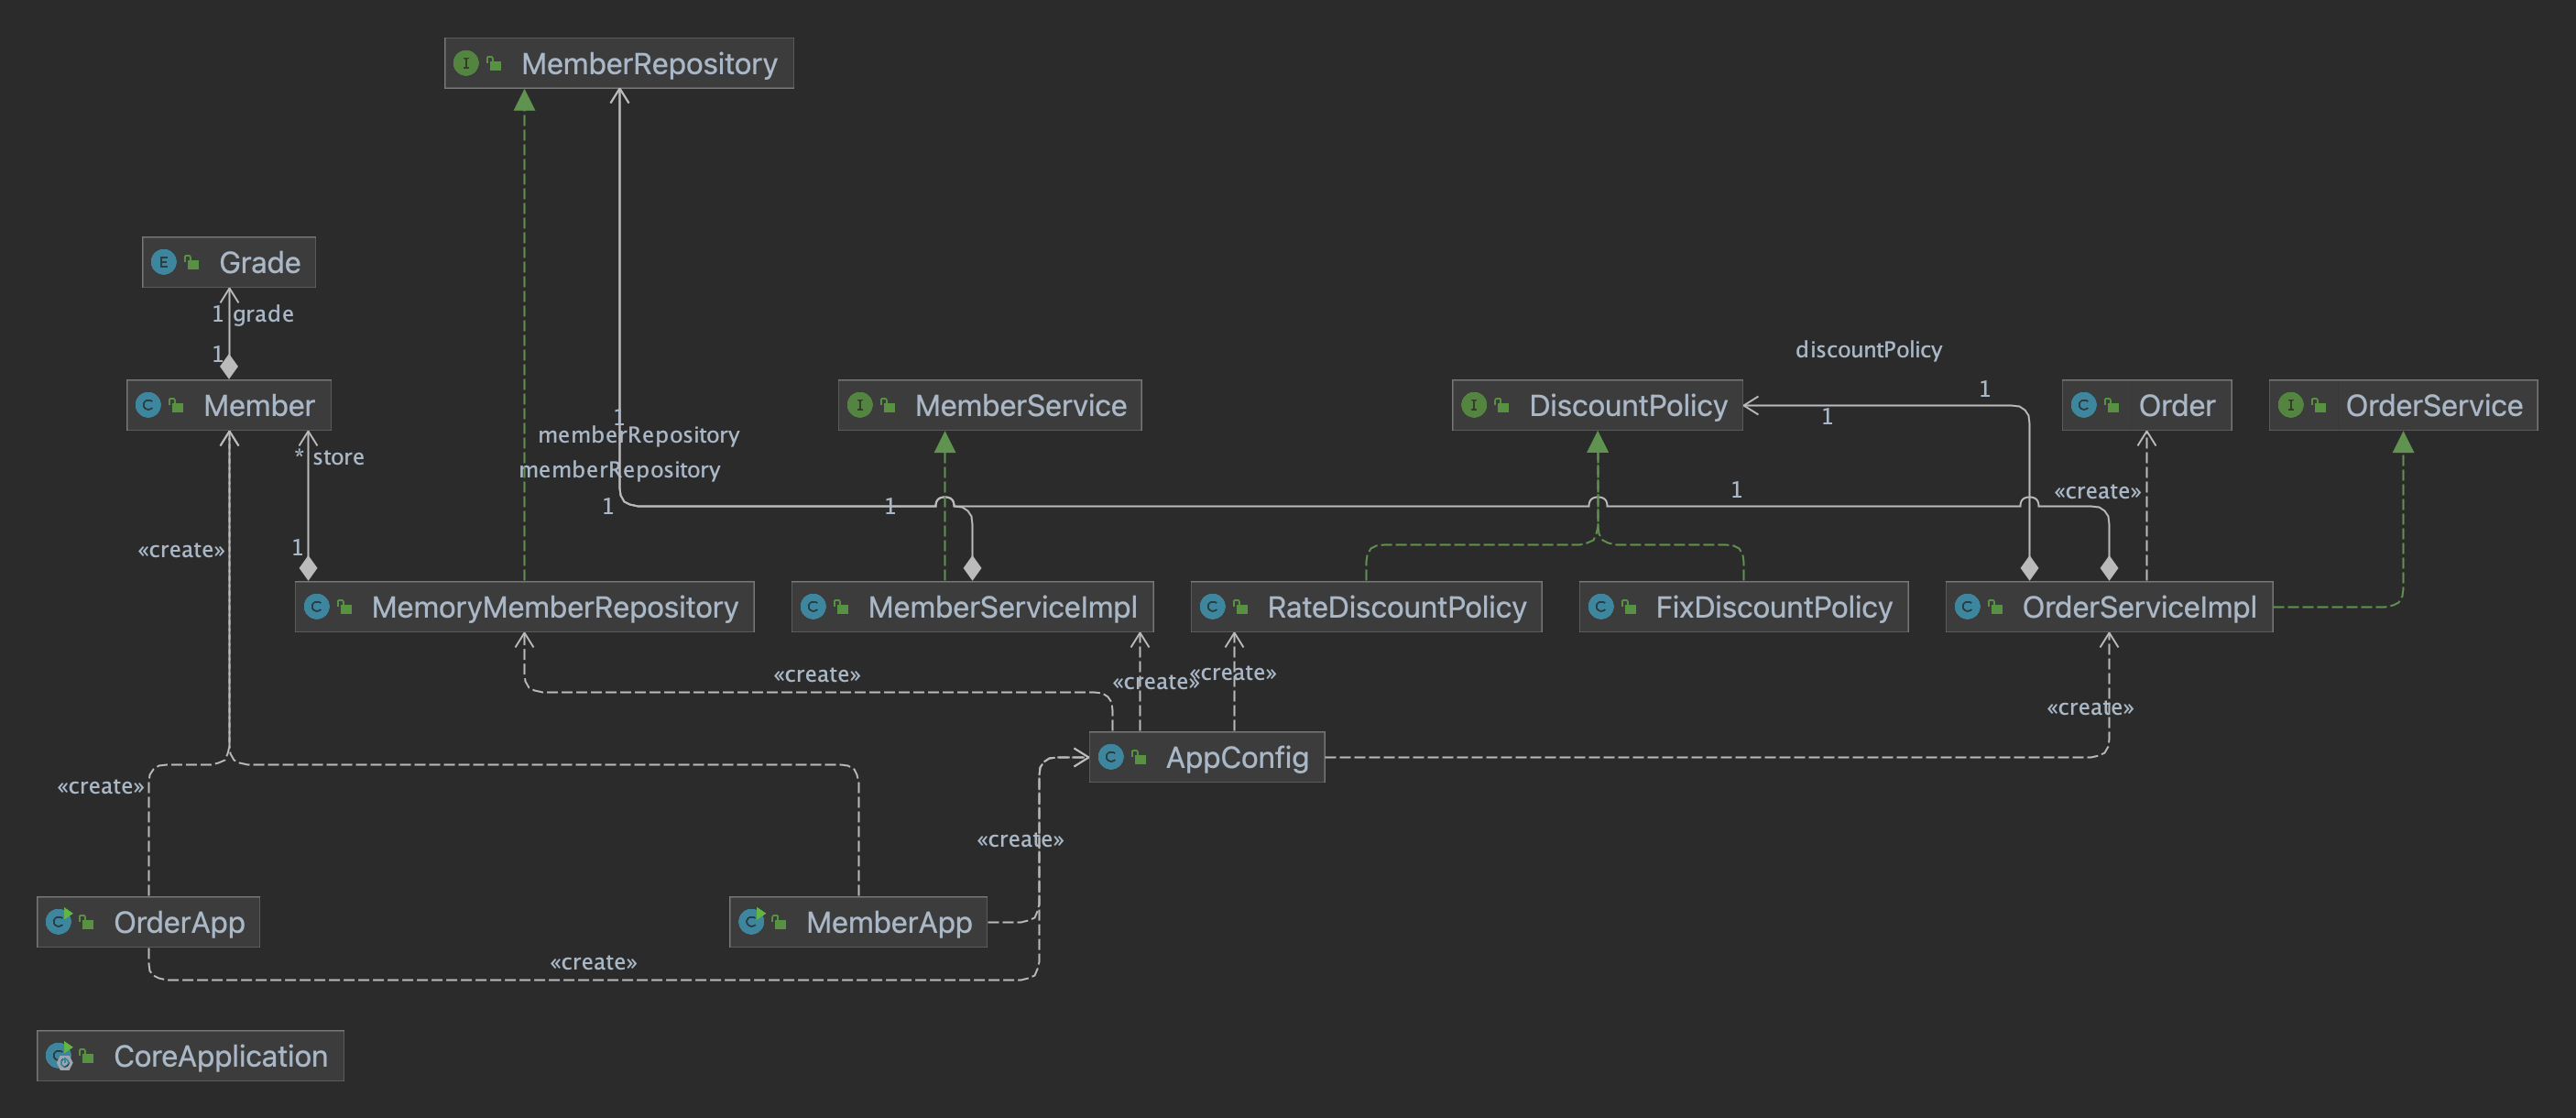 I MemberRepository
E Grade
1 grade
1
discountPolicy
1
1
C Member
I MemberService
I DiscountPolicy
C Order
I OrderService
* store
1
memberRepository
memberRepository
1
1
1
«create»
«create»
1
C MemoryMemberRepository
C MemberServiceImpl
C RateDiscountPolicy
C FixDiscountPolicy
C OrderServiceImpl
«create»
«create»
«create»
«create»
C AppConfig
«create»
«create»
C OrderApp
C MemberApp
«create»
C CoreApplication